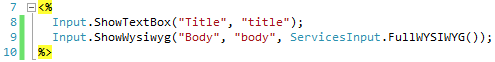 7 <%
8 Input.ShowTextBox("Title", "title");
9 Input.ShowWysiwyg("Body", "body", ServicesInput.FullWYSIWYG());
10 %>